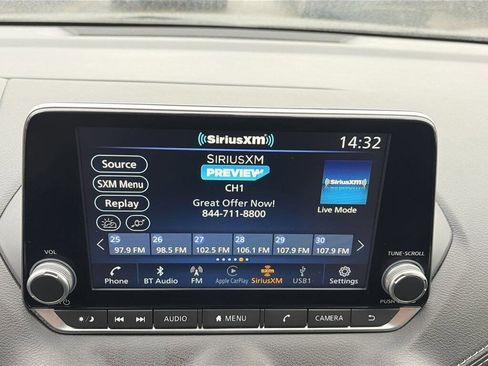 SiriusXM
14:32
Source
SIRIUSXM
PREVIEW
SXM Menu
CH1
SiriusXM
Replay
Great Offer Now!
844-711-8800
Live Mode
25 26 27 28 29 30
97.9 FM 98.5 FM 102.5 FM 106.1 FM 107.9 FM 107.9 FM
VOL
TUNE·SCROLL
Phone BT Audio FM Apple CarPlay SiriusXM USB1 Settings
PUSH
AUDIO MENU CAMERA